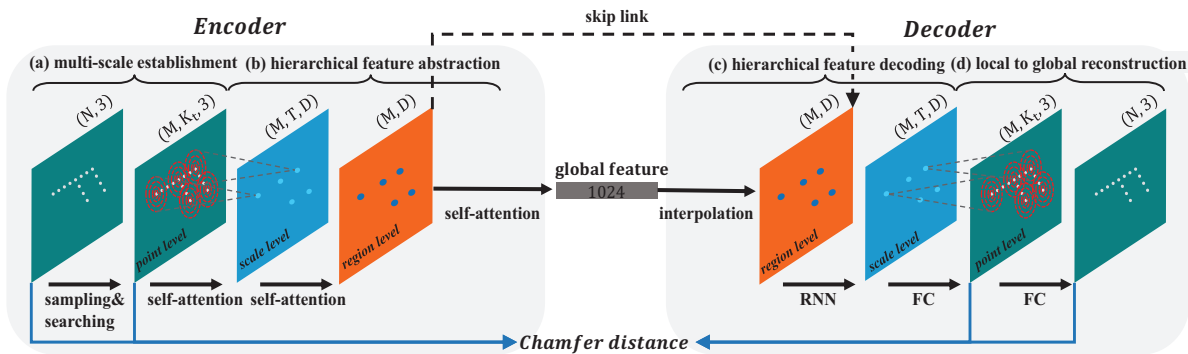 skip link
Encoder
Decoder
(a) multi-scale establishment
(b) hierarchical feature abstraction
(c) hierarchical feature decoding
(d) local to global reconstruction
(N, 3)
(M, Kt, 3)
(M, T, D)
(M, D)
(M, D)
(M, T, D)
(M, Kt, 3)
(N, 3)
global feature
1024
self-attention
interpolation
point level
scale level
region level
region level
scale level
point level
sampling&
searching
self-attention
self-attention
RNN
FC
FC
Chamfer distance